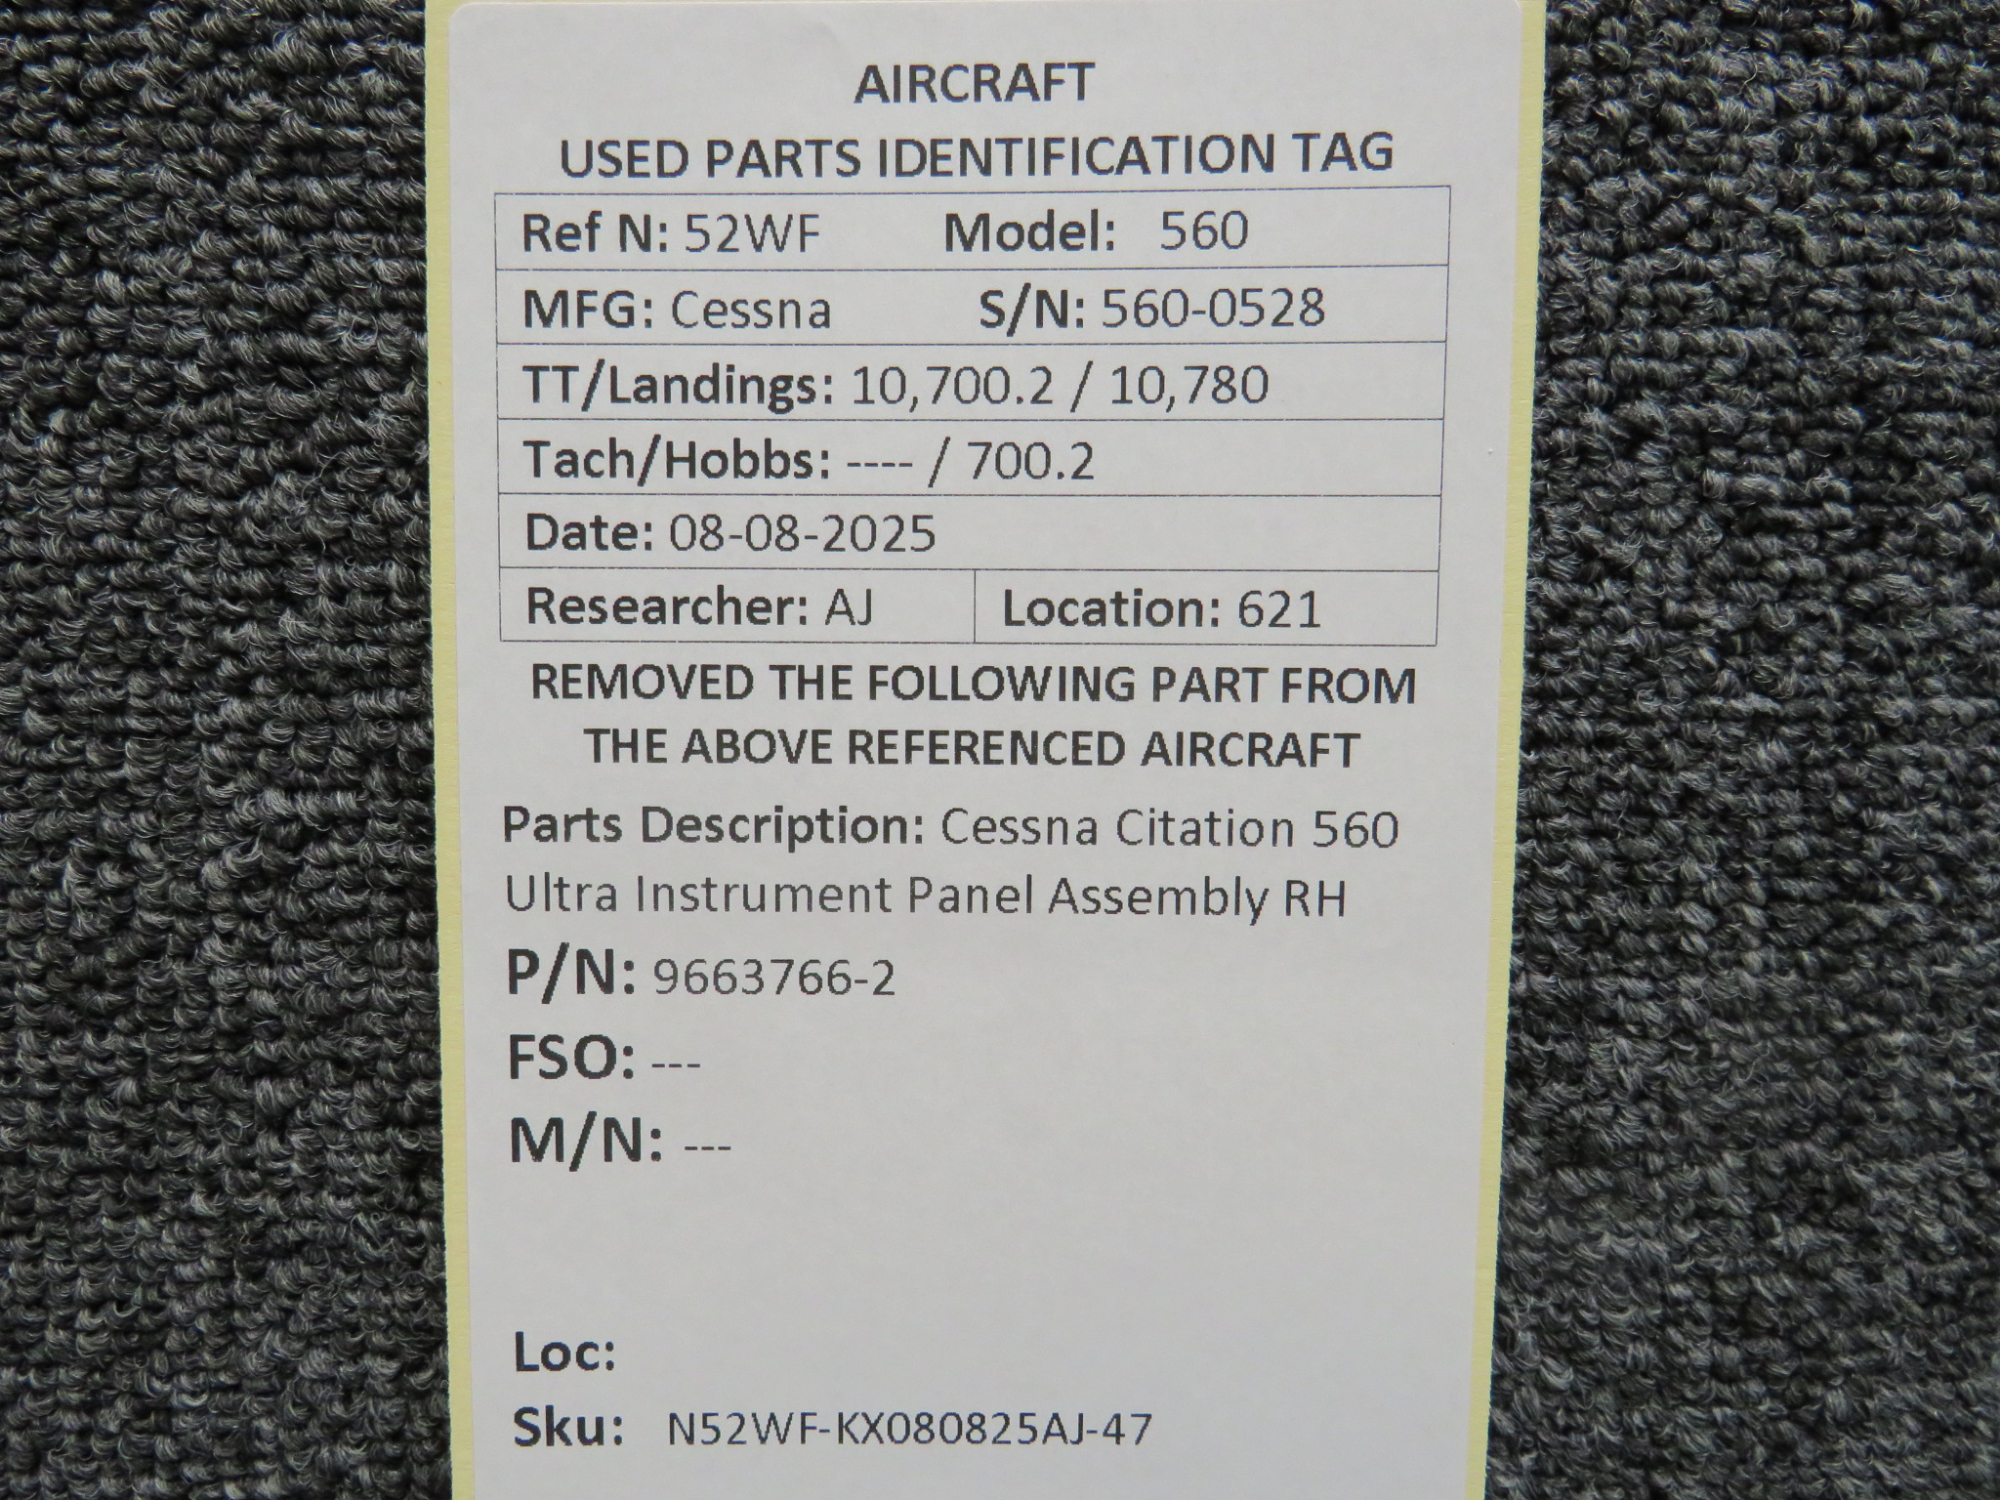 AIRCRAFT
USED PARTS IDENTIFICATION TAG
Ref N: 52WF Model: 560
MFG: Cessna S/N: 560-0528
TT/Landings: 10,700.2 / 10,780
Tach/Hobbs: ---- / 700.2
Date: 08-08-2025
Researcher: AJ Location: 621
REMOVED THE FOLLOWING PART FROM
THE ABOVE REFERENCED AIRCRAFT
Parts Description: Cessna Citation 560
Ultra Instrument Panel Assembly RH
P/N: 9663766-2
FSO: ---
M/N: ---
Loc:
Sku: N52WF-KX080825AJ-47